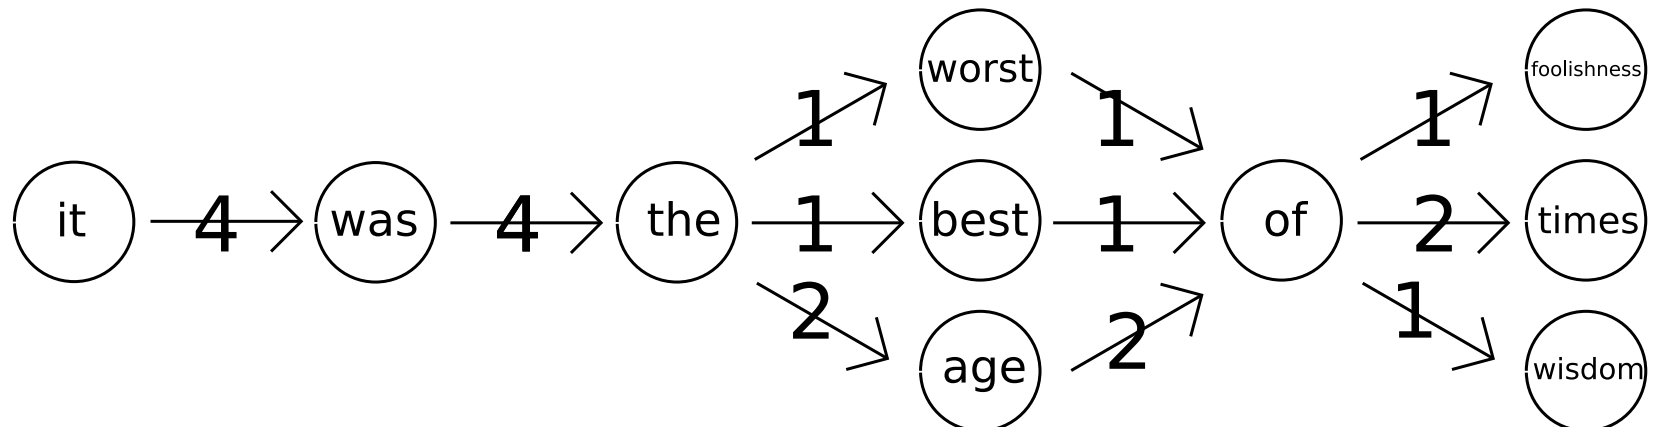 worst foolishness
1 1 1
it 4 was 4 the 1 best 1 of 2 times
2 2 1
age wisdom